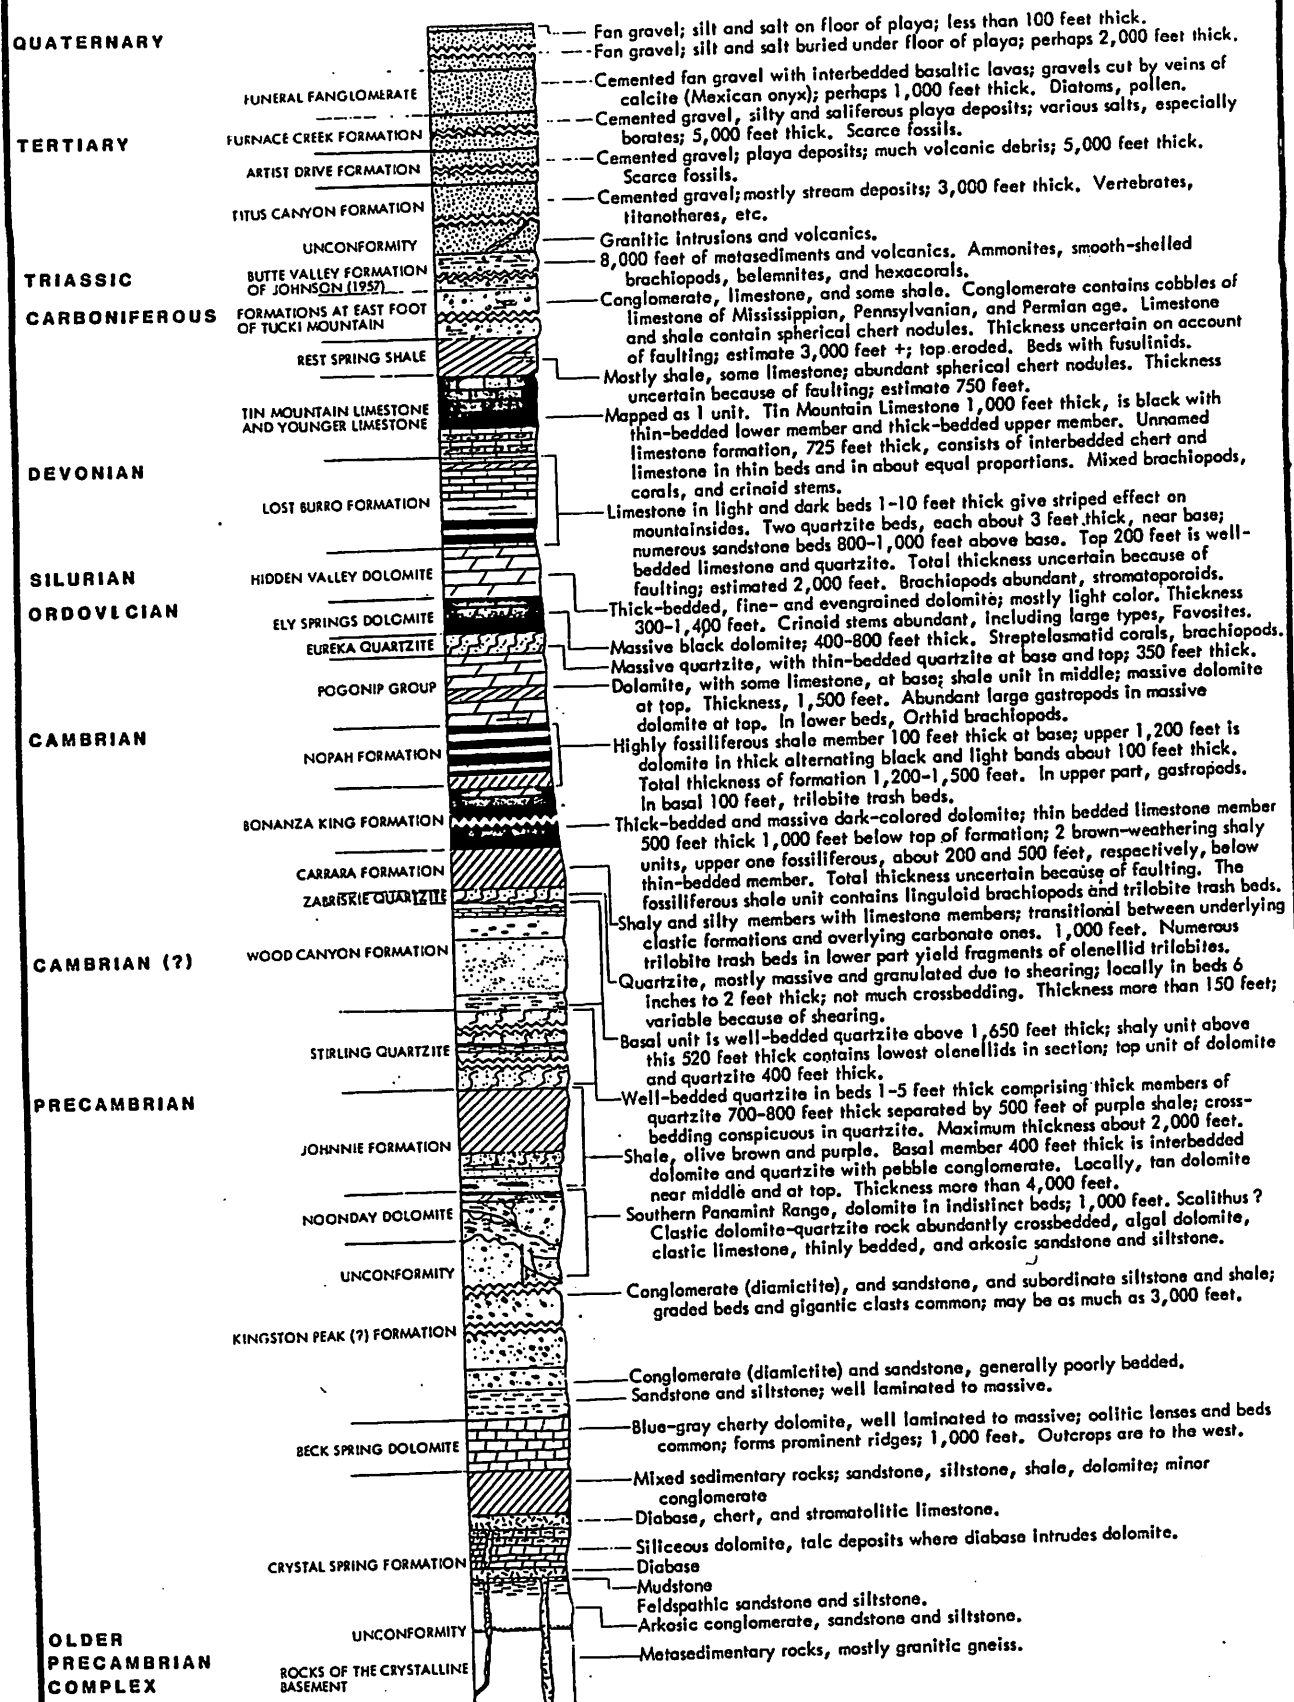 QUATERNARY
Fan gravel; silt and salt on floor of playa; less than 100 feet thick.
Fan gravel; silt and salt buried under floor of playa; perhaps 2,000 feet thick.
FUNERAL FANGLOMERATE
Cemented fan gravel with interbedded basaltic lavas; gravels cut by veins of
calcite (Mexican onyx); perhaps 1,000 feet thick. Diatoms, pollen.
TERTIARY
FURNACE CREEK FORMATION
Cemented gravel, silty and saliferous playa deposits; various salts, especially
borates; 5,000 feet thick. Scarce fossils.
ARTIST DRIVE FORMATION
Cemented gravel; playa deposits; much volcanic debris; 5,000 feet thick.
Scarce fossils.
TITUS CANYON FORMATION
Cemented gravel; mostly stream deposits; 3,000 feet thick. Vertebrates,
titanotheres, etc.
UNCONFORMITY
Granitic intrusions and volcanics.
TRIASSIC
BUTTE VALLEY FORMATION
OF JOHNSON (1957)
8,000 feet of metasediments and volcanics. Ammonites, smooth-shelled
brachiopods, belemnites, and hexacorals.
CARBONIFEROUS
FORMATIONS AT EAST FOOT
OF TUCKI MOUNTAIN
Conglomerate, limestone, and some shale. Conglomerate contains cobbles of
limestone of Mississippian, Pennsylvanian, and Permian age. Limestone
and shale contain spherical chert nodules. Thickness uncertain on account
of faulting; estimate 3,000 feet +; top eroded. Beds with fusulinids.
REST SPRING SHALE
Mostly shale, some limestone; abundant spherical chert nodules. Thickness
uncertain because of faulting; estimate 750 feet.
TIN MOUNTAIN LIMESTONE
AND YOUNGER LIMESTONE
Mapped as 1 unit. Tin Mountain Limestone 1,000 feet thick, is black with
thin-bedded lower member and thick-bedded upper member. Unnamed
limestone formation, 725 feet thick, consists of interbedded chert and
limestone in thin beds and in about equal proportions. Mixed brachiopods,
corals, and crinoid stems.
DEVONIAN
LOST BURRO FORMATION
Limestone in light and dark beds 1-10 feet thick give striped effect on
mountainsides. Two quartzite beds, each about 3 feet thick, near base;
numerous sandstone beds 800-1,000 feet above base. Top 200 feet is well-
bedded limestone and quartzite. Total thickness uncertain because of
faulting; estimated 2,000 feet. Brachiopods abundant, stromatoporoids.
SILURIAN
HIDDEN VALLEY DOLOMITE
Thick-bedded, fine- and evengrained dolomite; mostly light color. Thickness
300-1,400 feet. Crinoid stems abundant, including large types, Favosites.
ORDOVICIAN
ELY SPRINGS DOLOMITE
Massive black dolomite; 400-800 feet thick. Streptelasmatid corals, brachiopods.
EUREKA QUARTZITE
Massive quartzite, with thin-bedded quartzite at base and top; 350 feet thick.
POGONIP GROUP
Dolomite, with some limestone, at base; shale unit in middle; massive dolomite
at top. Thickness, 1,500 feet. Abundant large gastropods in massive
dolomite at top. In lower beds, Orthid brachiopods.
CAMBRIAN
NOPAH FORMATION
Highly fossiliferous shale member 100 feet thick at base; upper 1,200 feet is
dolomite in thick alternating black and light bands about 100 feet thick.
Total thickness of formation 1,200-1,500 feet. In upper part, gastropods.
In basal 100 feet, trilobite trash beds.
BONANZA KING FORMATION
Thick-bedded and massive dark-colored dolomite; thin bedded limestone member
500 feet thick 1,000 feet below top of formation; 2 brown-weathering shaly
units, upper one fossiliferous, about 200 and 500 feet, respectively, below
thin-bedded member. Total thickness uncertain because of faulting. The
fossiliferous shale unit contains linguloid brachiopods and trilobite trash beds.
CARRARA FORMATION
Shaly and silty members with limestone members; transitional between underlying
clastic formations and overlying carbonate ones. 1,000 feet. Numerous
trilobite trash beds in lower part yield fragments of olenellid trilobites.
ZABRISKIE QUARTZITE
Quartzite, mostly massive and granulated due to shearing; locally in beds 6
inches to 2 feet thick; not much crossbedding. Thickness more than 150 feet;
variable because of shearing.
CAMBRIAN (?)
WOOD CANYON FORMATION
Basal unit is well-bedded quartzite above 1,650 feet thick; shaly unit above
this 520 feet thick contains lowest olenellids in section; top unit of dolomite
and quartzite 400 feet thick.
STIRLING QUARTZITE
Well-bedded quartzite in beds 1-5 feet thick comprising thick members of
quartzite 700-800 feet thick separated by 500 feet of purple shale; cross-
bedding conspicuous in quartzite. Maximum thickness about 2,000 feet.
PRECAMBRIAN
JOHNNIE FORMATION
Shale, olive brown and purple. Basal member 400 feet thick is interbedded
dolomite and quartzite with pebble conglomerate. Locally, tan dolomite
near middle and at top. Thickness more than 4,000 feet.
NOONDAY DOLOMITE
Southern Panamint Range, dolomite in indistinct beds; 1,000 feet. Scolithus ?
Clastic dolomite-quartzite rock abundantly crossbedded, algal dolomite,
clastic limestone, thinly bedded, and arkosic sandstone and siltstone.
UNCONFORMITY
Conglomerate (diamictite), and sandstone, and subordinate siltstone and shale;
graded beds and gigantic clasts common; may be as much as 3,000 feet.
KINGSTON PEAK (?) FORMATION
Conglomerate (diamictite) and sandstone, generally poorly bedded.
Sandstone and siltstone; well laminated to massive.
BECK SPRING DOLOMITE
Blue-gray cherty dolomite, well laminated to massive; oolitic lenses and beds
common; forms prominent ridges; 1,000 feet. Outcrops are to the west.
Mixed sedimentary rocks; sandstone, siltstone, shale, dolomite; minor
conglomerate
Diabase, chert, and stromatolitic limestone.
Siliceous dolomite, talc deposits where diabase intrudes dolomite.
CRYSTAL SPRING FORMATION
Diabase
Mudstone
Feldspathic sandstone and siltstone.
Arkosic conglomerate, sandstone and siltstone.
UNCONFORMITY
OLDER
PRECAMBRIAN
COMPLEX
ROCKS OF THE CRYSTALLINE
BASEMENT
Metasedimentary rocks, mostly granitic gneiss.